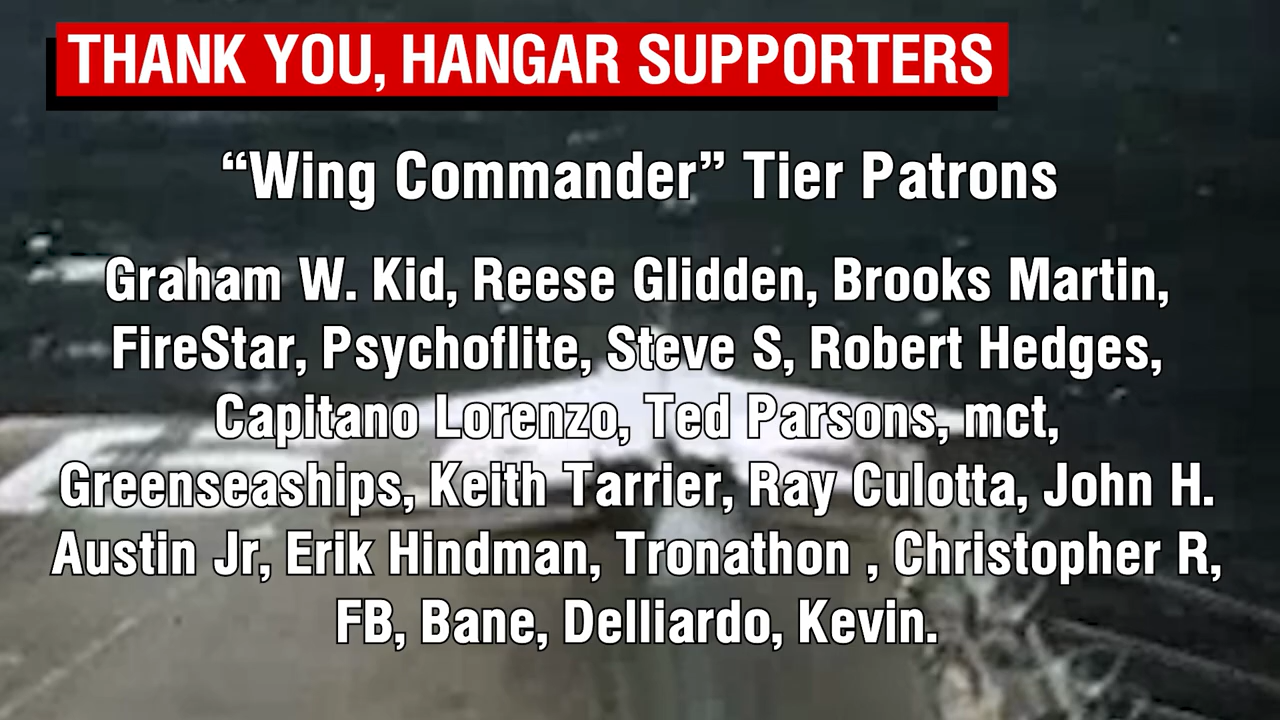 THANK YOU, HANGAR SUPPORTERS
“Wing Commander” Tier Patrons
Graham W. Kid, Reese Glidden, Brooks Martin,
FireStar, Psychoflite, Steve S, Robert Hedges,
Capitano Lorenzo, Ted Parsons, mct,
Greenseaships, Keith Tarrier, Ray Culotta, John H.
Austin Jr, Erik Hindman, Tronathon , Christopher R,
FB, Bane, Delliardo, Kevin.